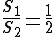 S₁/S₂ = 1/2